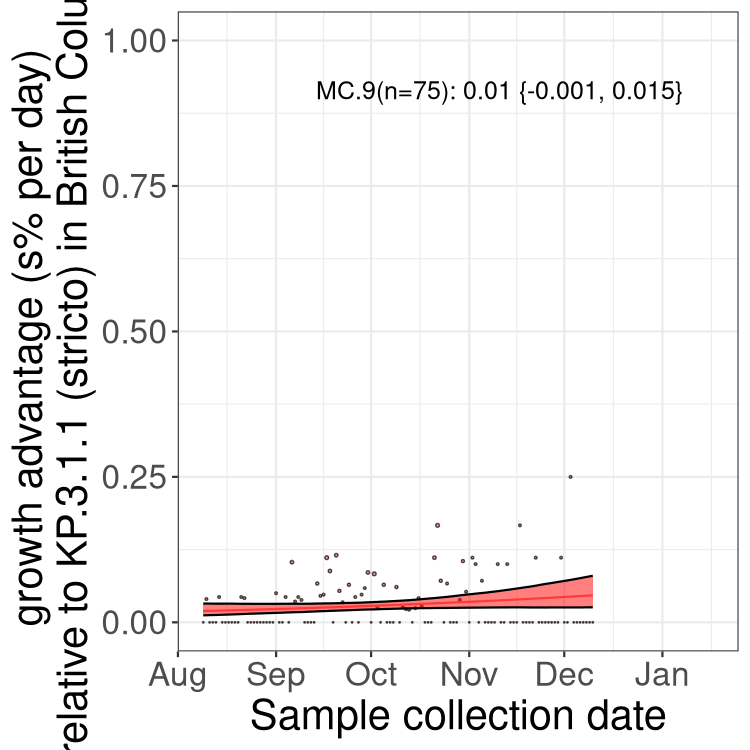 growth advantage (s% per day)
relative to KP.3.1.1 (stricto) in British Colu
1.00
MC.9(n=75): 0.01 {-0.001, 0.015}
0.75
0.50
0.25
0.00
Aug Sep Oct Nov Dec Jan
Sample collection date